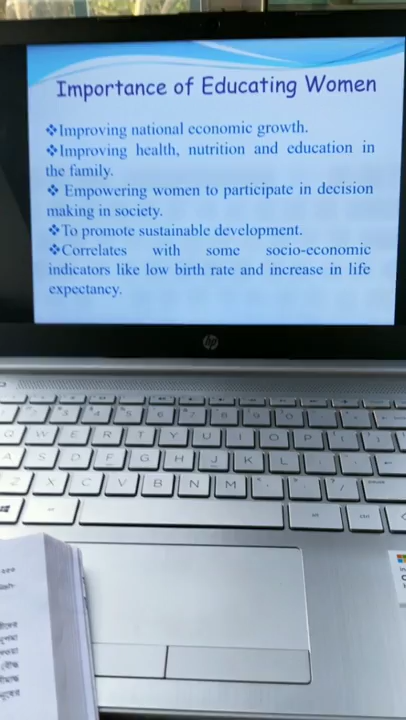 Importance of Educating Women
❖Improving national economic growth.
❖Improving health, nutrition and education in
the family.
❖ Empowering women to participate in decision
making in society.
❖To promote sustainable development.
❖Correlates with some socio-economic
indicators like low birth rate and increase in life
expectancy.
hp
Q W E R T Y U I O P
A S D F G H J K L
Z X C V B N M